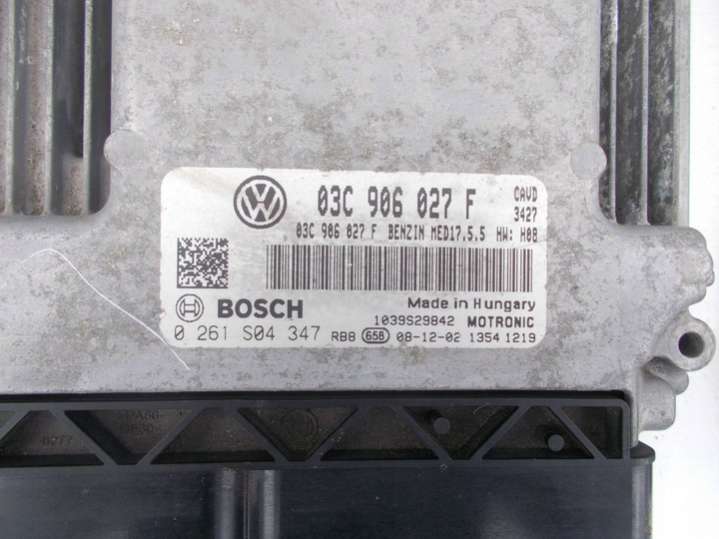 03C 906 027 F CAVD
3427
03C 906 027 F BENZIN MED17.5.5 HW: H08
BOSCH Made in Hungary
1039S29842 MOTRONIC
0 261 S04 347 RBB 658 08-12-02 1354 1219